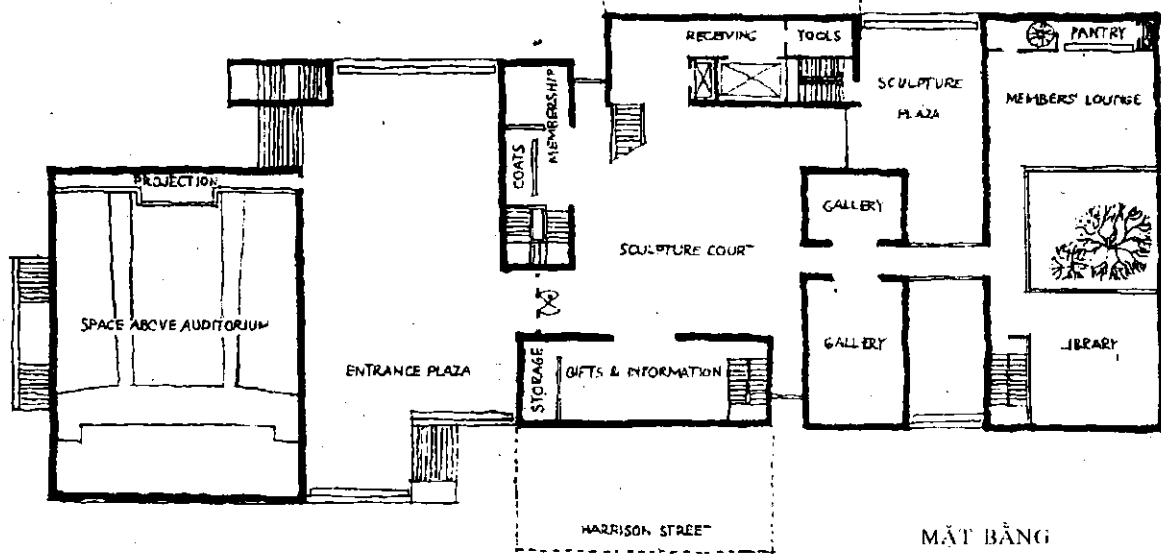 RECEIVING
TOOLS
PANTRY
MEMBERSHIP
SCULPTURE
PLAZA
MEMBERS' LOUNGE
COATS
PROJECTION
GALLERY
SCULPTURE COURT
SPACE ABOVE AUDITORIUM
ENTRANCE PLAZA
STORAGE
GIFTS & INFORMATION
GALLERY
LIBRARY
HARRISON STREET
MẶT BẰNG